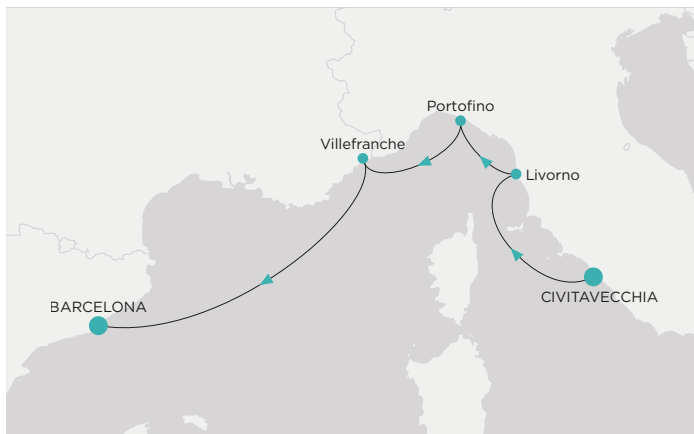 Portofino
Villefranche
Livorno
CIVITAVECCHIA
BARCELONA